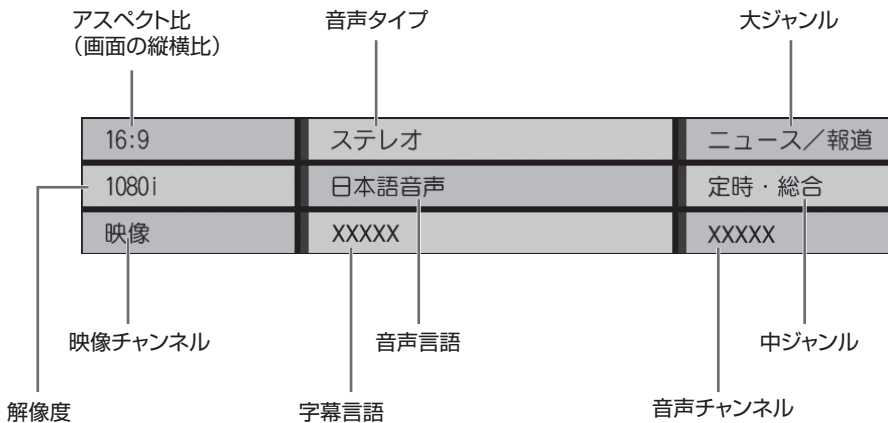 アスペクト比
(画面の縦横比)
音声タイプ
大ジャンル
16:9
ステレオ
ニュース/報道
1080i
日本語音声
定時・総合
映像
XXXXX
XXXXX
映像チャンネル
音声言語
中ジャンル
解像度
字幕言語
音声チャンネル